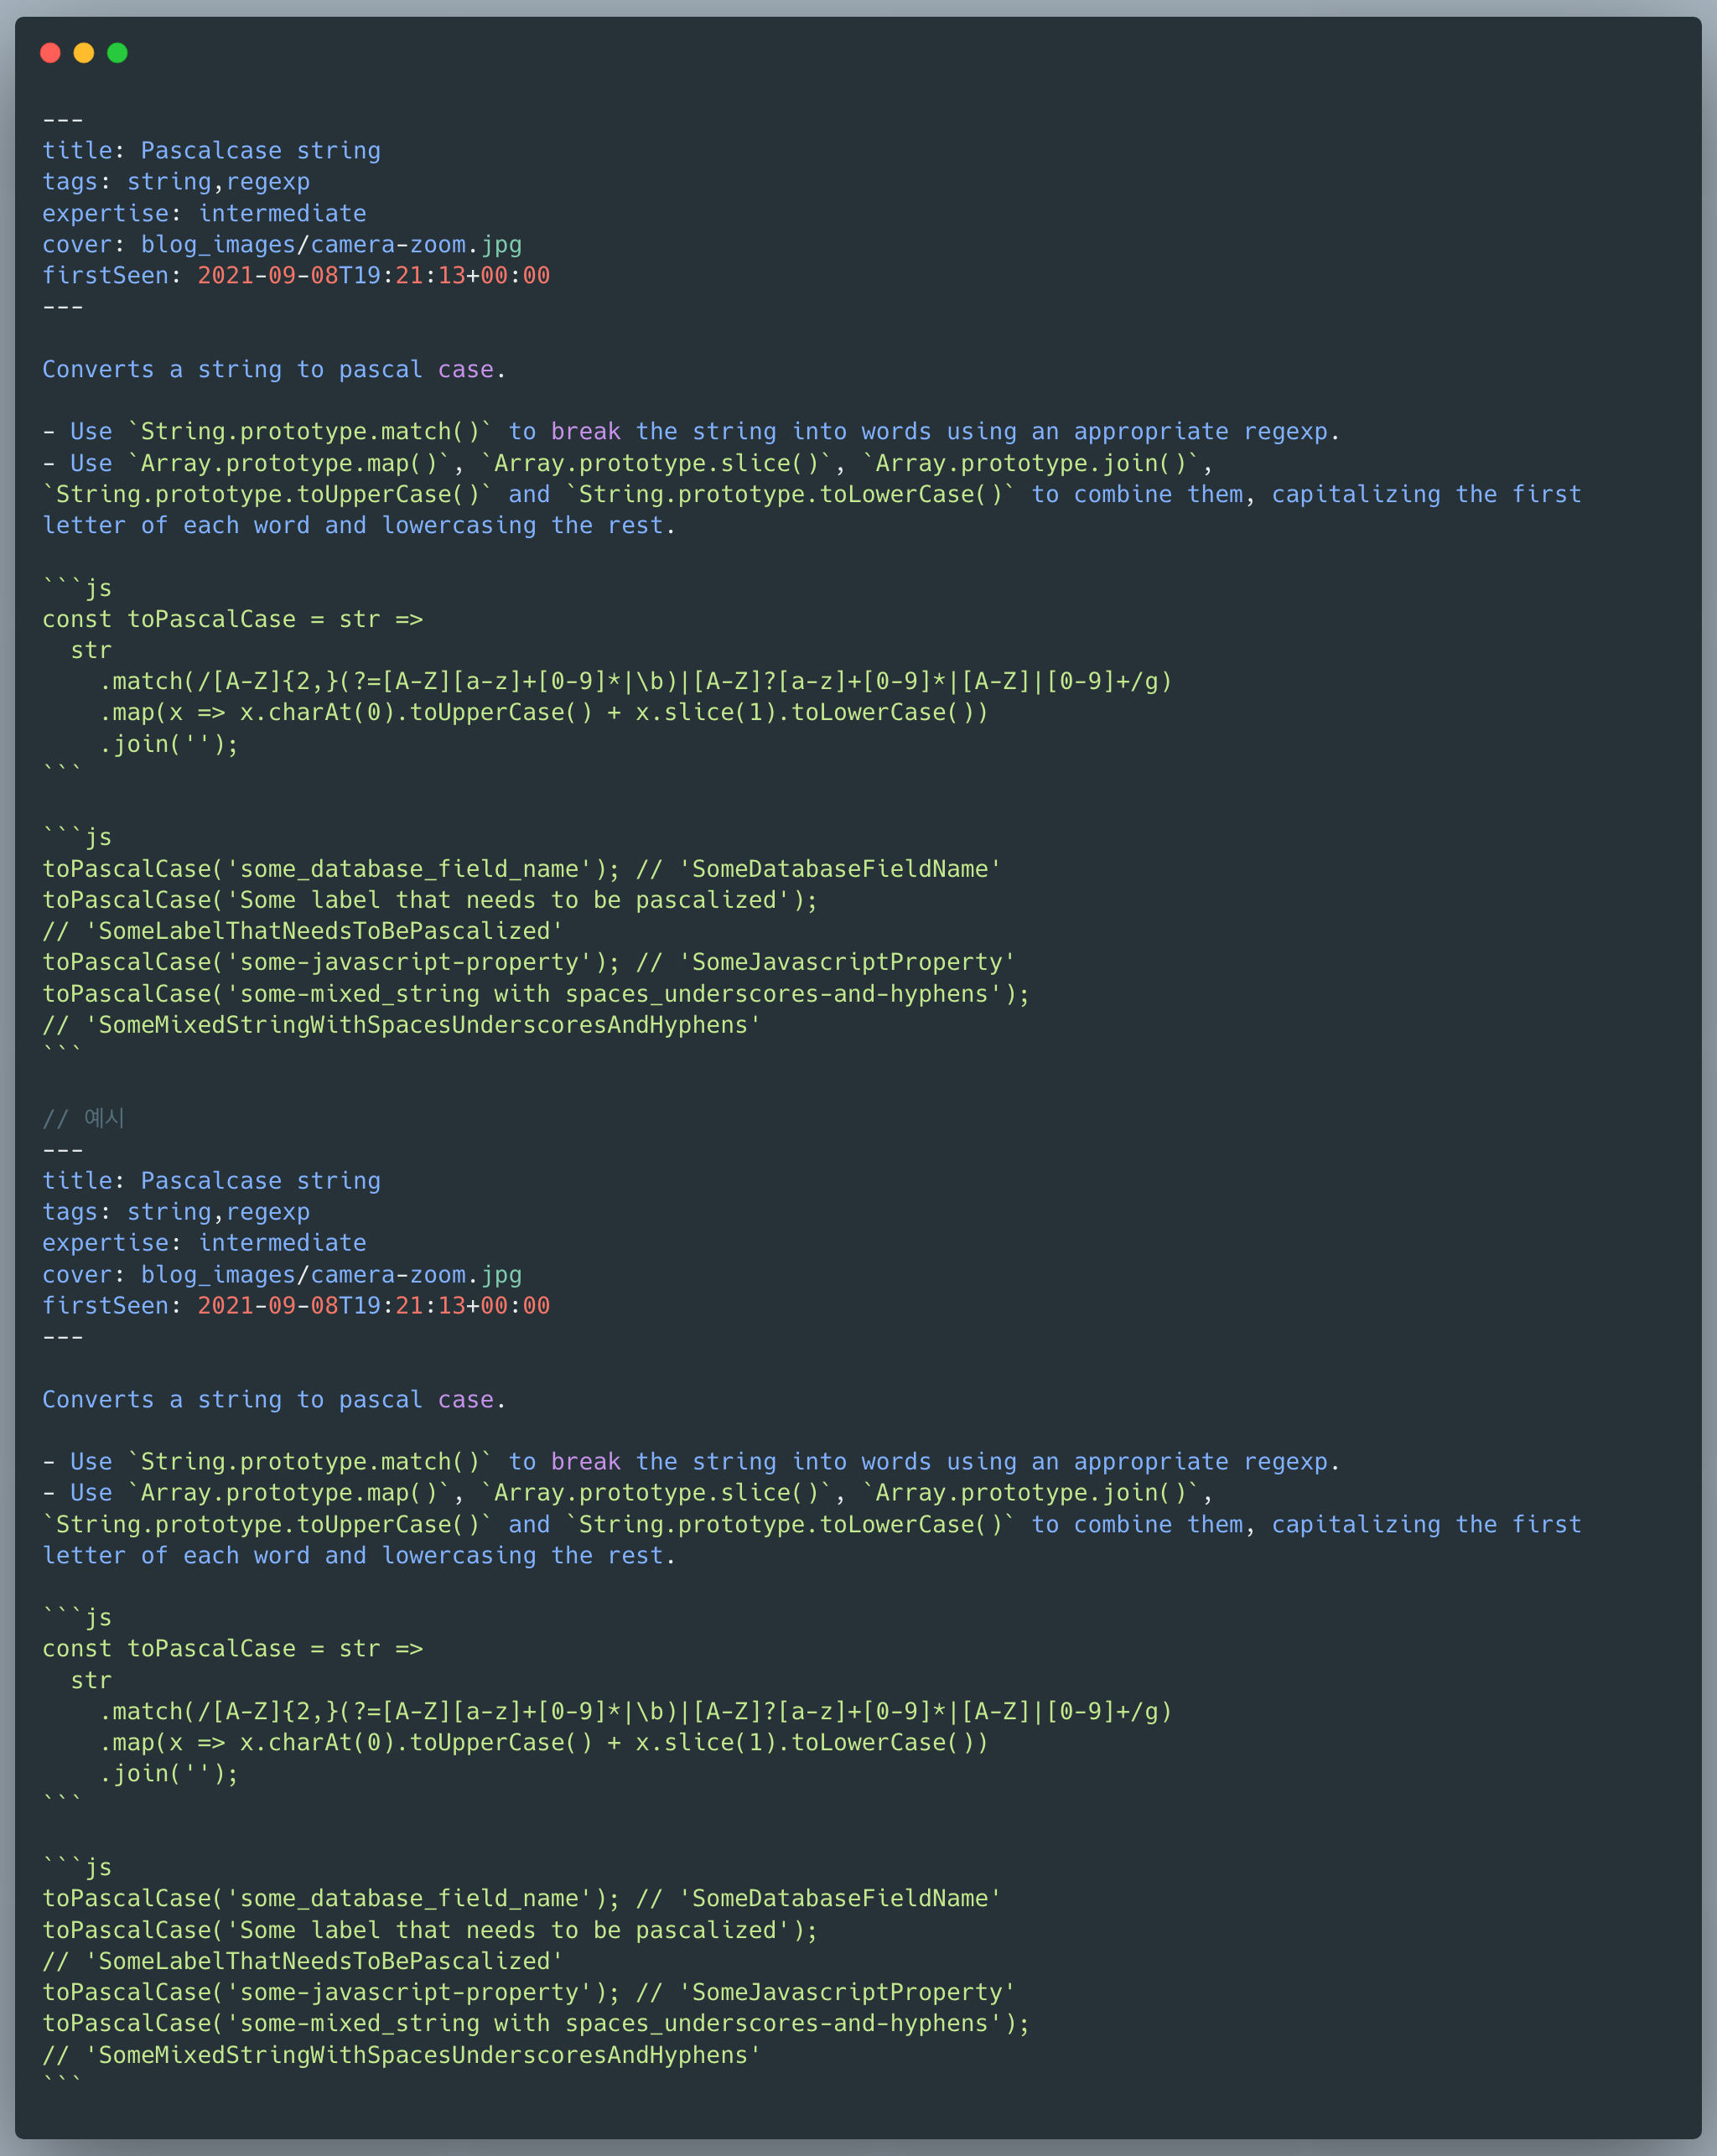 ---
title: Pascalcase string
tags: string,regexp
expertise: intermediate
cover: blog_images/camera-zoom.jpg
firstSeen: 2021-09-08T19:21:13+00:00
---

Converts a string to pascal case.

- Use `String.prototype.match()` to break the string into words using an appropriate regexp.
- Use `Array.prototype.map()`, `Array.prototype.slice()`, `Array.prototype.join()`,
`String.prototype.toUpperCase()` and `String.prototype.toLowerCase()` to combine them, capitalizing the first
letter of each word and lowercasing the rest.

```js
const toPascalCase = str =>
  str
    .match(/[A-Z]{2,}(?=[A-Z][a-z]+[0-9]*|\b)|[A-Z]?[a-z]+[0-9]*|[A-Z]|[0-9]+/g)
    .map(x => x.charAt(0).toUpperCase() + x.slice(1).toLowerCase())
    .join('');
```

```js
toPascalCase('some_database_field_name'); // 'SomeDatabaseFieldName'
toPascalCase('Some label that needs to be pascalized');
// 'SomeLabelThatNeedsToBePascalized'
toPascalCase('some-javascript-property'); // 'SomeJavascriptProperty'
toPascalCase('some-mixed_string with spaces_underscores-and-hyphens');
// 'SomeMixedStringWithSpacesUnderscoresAndHyphens'
```

// 예시
---
title: Pascalcase string
tags: string,regexp
expertise: intermediate
cover: blog_images/camera-zoom.jpg
firstSeen: 2021-09-08T19:21:13+00:00
---

Converts a string to pascal case.

- Use `String.prototype.match()` to break the string into words using an appropriate regexp.
- Use `Array.prototype.map()`, `Array.prototype.slice()`, `Array.prototype.join()`,
`String.prototype.toUpperCase()` and `String.prototype.toLowerCase()` to combine them, capitalizing the first
letter of each word and lowercasing the rest.

```js
const toPascalCase = str =>
  str
    .match(/[A-Z]{2,}(?=[A-Z][a-z]+[0-9]*|\b)|[A-Z]?[a-z]+[0-9]*|[A-Z]|[0-9]+/g)
    .map(x => x.charAt(0).toUpperCase() + x.slice(1).toLowerCase())
    .join('');
```

```js
toPascalCase('some_database_field_name'); // 'SomeDatabaseFieldName'
toPascalCase('Some label that needs to be pascalized');
// 'SomeLabelThatNeedsToBePascalized'
toPascalCase('some-javascript-property'); // 'SomeJavascriptProperty'
toPascalCase('some-mixed_string with spaces_underscores-and-hyphens');
// 'SomeMixedStringWithSpacesUnderscoresAndHyphens'
```